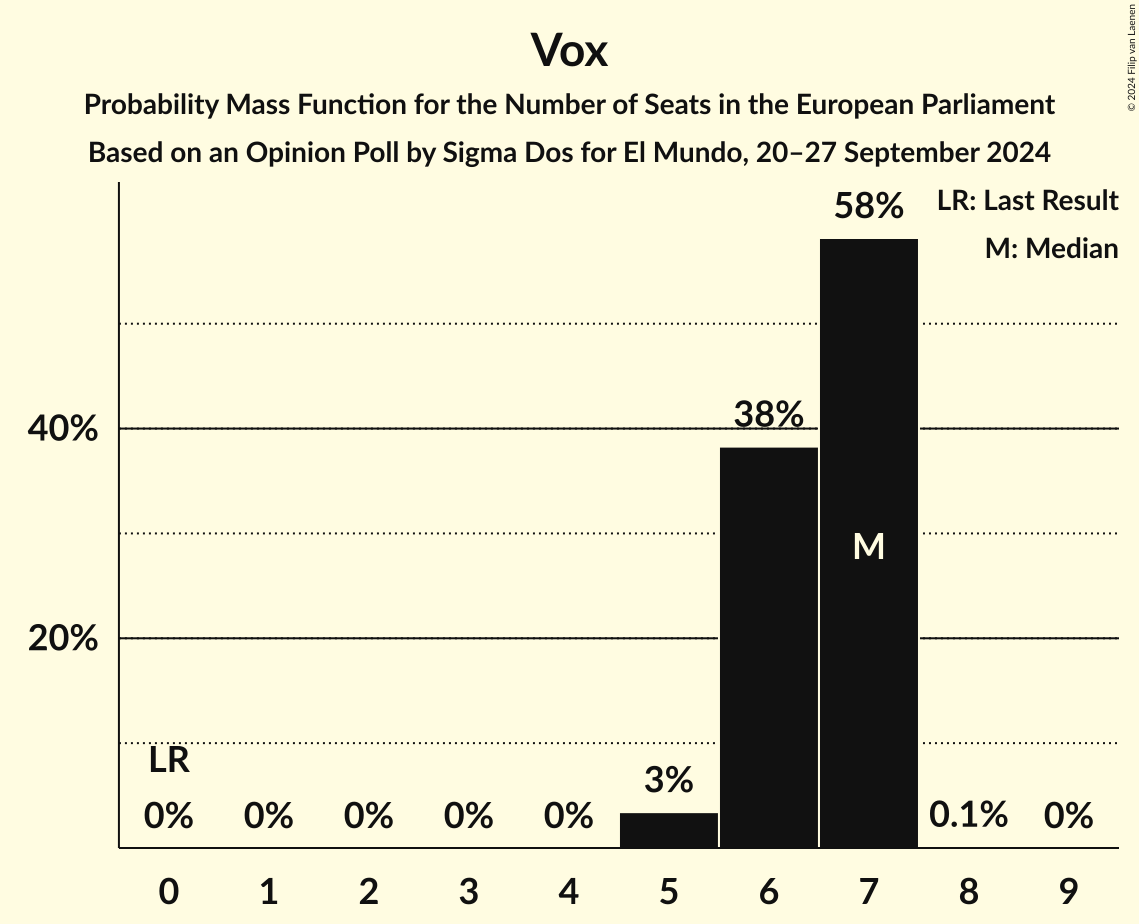 Vox
Probability Mass Function for the Number of Seats in the European Parliament
Based on an Opinion Poll by Sigma Dos for El Mundo, 20–27 September 2024
© 2024 Filip van Laenen
LR: Last Result
M: Median
58%
40%
38%
M
20%
LR
3%
0% 0% 0% 0% 0% 0.1% 0%
0 1 2 3 4 5 6 7 8 9